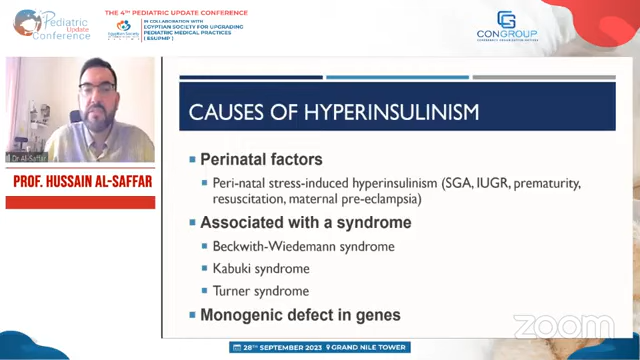 Pediatric
Update
Conference
THE 4TH PEDIATRIC UPDATE CONFERENCE
IN COLLABORATION WITH
EGYPTIAN SOCIETY FOR UPGRADING
PEDIATRIC MEDICAL PRACTICES
( ESUPMP )
CONGROUP
Dr Al-Saffar
PROF. HUSSAIN AL-SAFFAR
CAUSES OF HYPERINSULINISM
Perinatal factors
Peri-natal stress-induced hyperinsulinism (SGA, IUGR, prematurity,
resuscitation, maternal pre-eclampsia)
Associated with a syndrome
Beckwith-Wiedemann syndrome
Kabuki syndrome
Turner syndrome
Monogenic defect in genes
zoom
28TH SEPTEMBER 2023 GRAND NILE TOWER